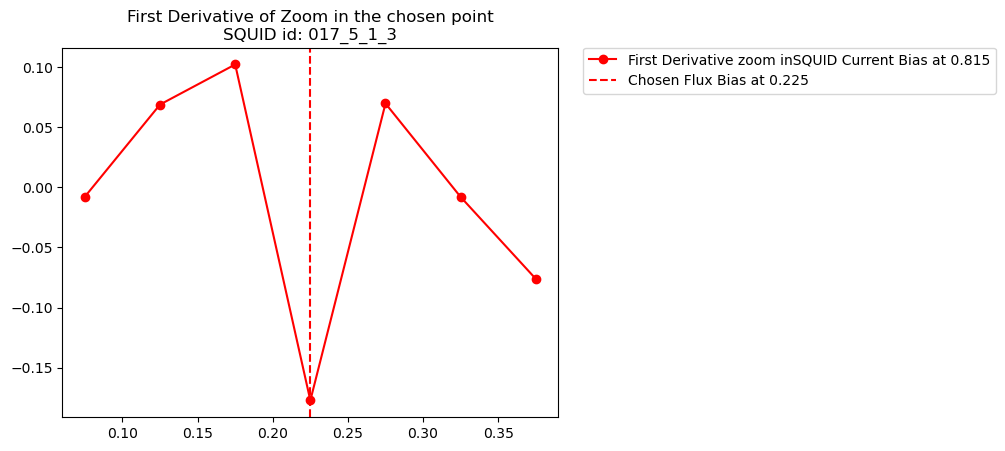 First Derivative of Zoom in the chosen point
SQUID id: 017_5_1_3
First Derivative zoom inSQUID Current Bias at 0.815
Chosen Flux Bias at 0.225
0.10
0.05
0.00
−0.05
−0.10
−0.15
0.10 0.15 0.20 0.25 0.30 0.35